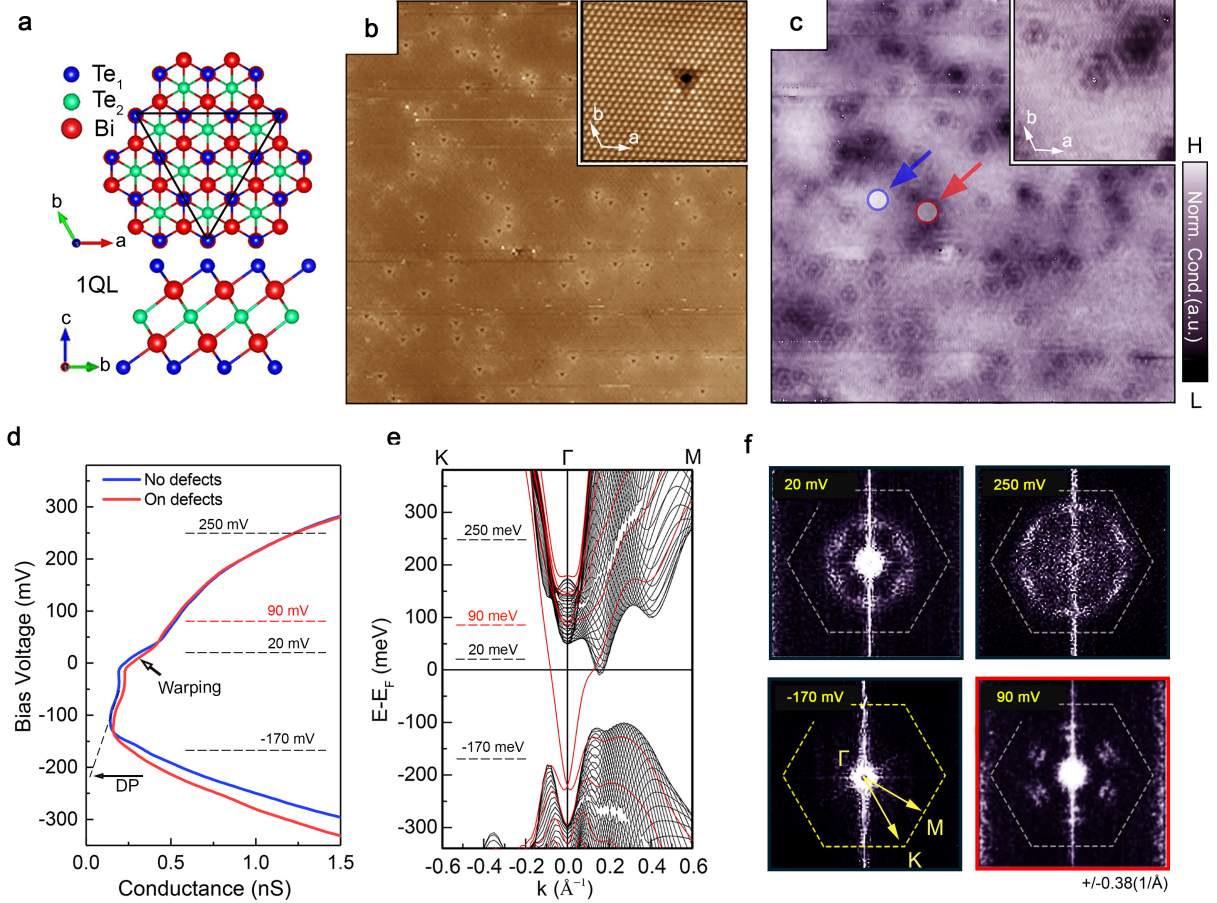 a
Te₁
Te₂
Bi
b
a
1QL
c
b
b
b
a
c
b
a
H
Norm. Cond.(a.u.)
L
d
No defects
On defects
250 mV
90 mV
20 mV
Warping
-170 mV
DP
300
200
100
0
-100
-200
-300
Bias Voltage (mV)
0.0 0.5 1.0 1.5
Conductance (nS)
e
K Γ M
250 meV
90 meV
20 meV
-170 meV
300
200
100
0
-100
-200
-300
E-E_F (meV)
-0.6 -0.4 -0.2 0.0 0.2 0.4 0.6
k (Å⁻¹)
f
20 mV
250 mV
-170 mV
Γ
M
K
90 mV
+/-0.38(1/Å)